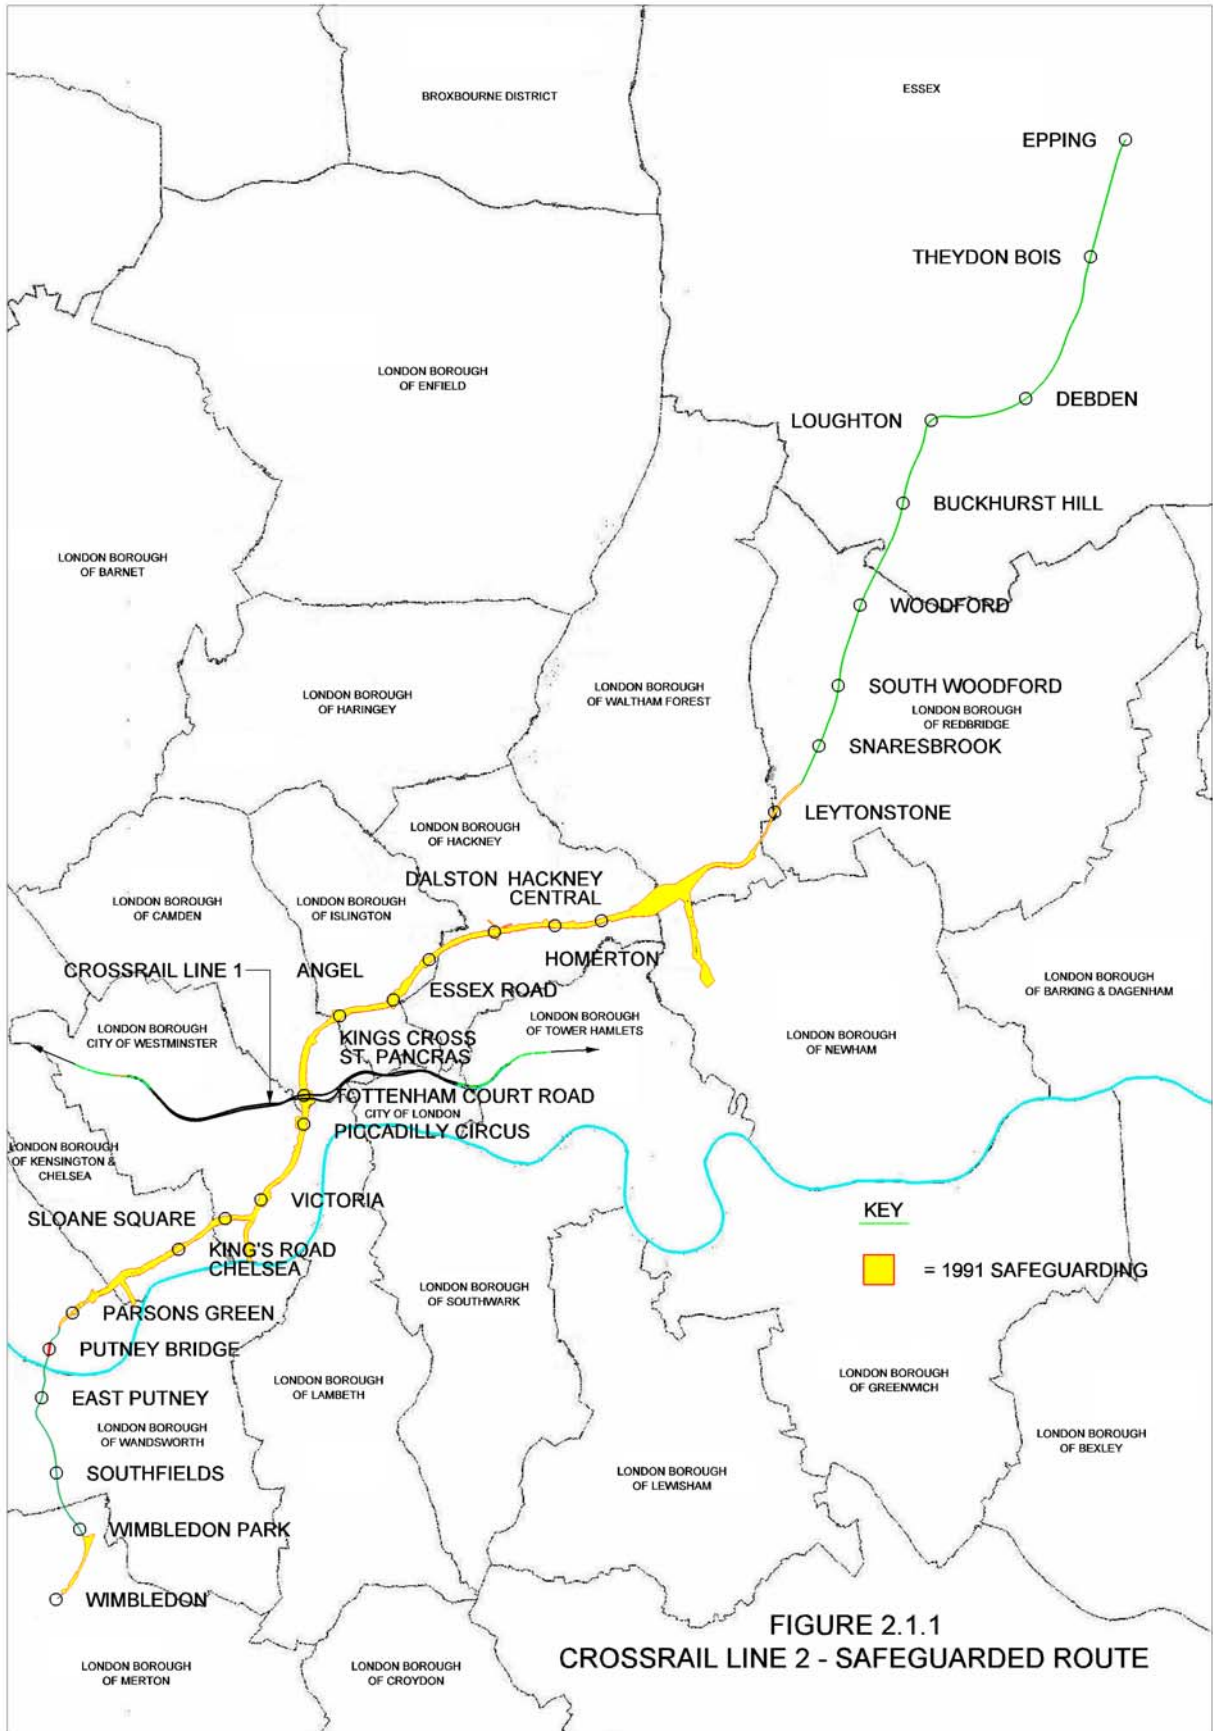 BROXBOURNE DISTRICT
ESSEX
EPPING
THEYDON BOIS
LONDON BOROUGH
OF ENFIELD
DEBDEN
LOUGHTON
BUCKHURST HILL
LONDON BOROUGH
OF BARNET
WOODFORD
LONDON BOROUGH
OF HARINGEY
LONDON BOROUGH
OF WALTHAM FOREST
SOUTH WOODFORD
LONDON BOROUGH
OF REDBRIDGE
SNARESBROOK
LEYTONSTONE
LONDON BOROUGH
OF HACKNEY
DALSTON
HACKNEY
CENTRAL
LONDON BOROUGH
OF CAMDEN
LONDON BOROUGH
OF ISLINGTON
HOMERTON
CROSSRAIL LINE 1
ANGEL
ESSEX ROAD
LONDON BOROUGH
OF BARKING & DAGENHAM
LONDON BOROUGH
CITY OF WESTMINSTER
LONDON BOROUGH
OF TOWER HAMLETS
LONDON BOROUGH
OF NEWHAM
KINGS CROSS
ST. PANCRAS
TOTTENHAM COURT ROAD
CITY OF LONDON
PICCADILLY CIRCUS
LONDON BOROUGH
OF KENSINGTON &
CHELSEA
VICTORIA
SLOANE SQUARE
KING'S ROAD
CHELSEA
KEY
= 1991 SAFEGUARDING
LONDON BOROUGH
OF SOUTHWARK
PARSONS GREEN
PUTNEY BRIDGE
LONDON BOROUGH
OF LAMBETH
LONDON BOROUGH
OF GREENWICH
EAST PUTNEY
LONDON BOROUGH
OF WANDSWORTH
LONDON BOROUGH
OF BEXLEY
SOUTHFIELDS
LONDON BOROUGH
OF LEWISHAM
WIMBLEDON PARK
WIMBLEDON
FIGURE 2.1.1
CROSSRAIL LINE 2 - SAFEGUARDED ROUTE
LONDON BOROUGH
OF MERTON
LONDON BOROUGH
OF CROYDON